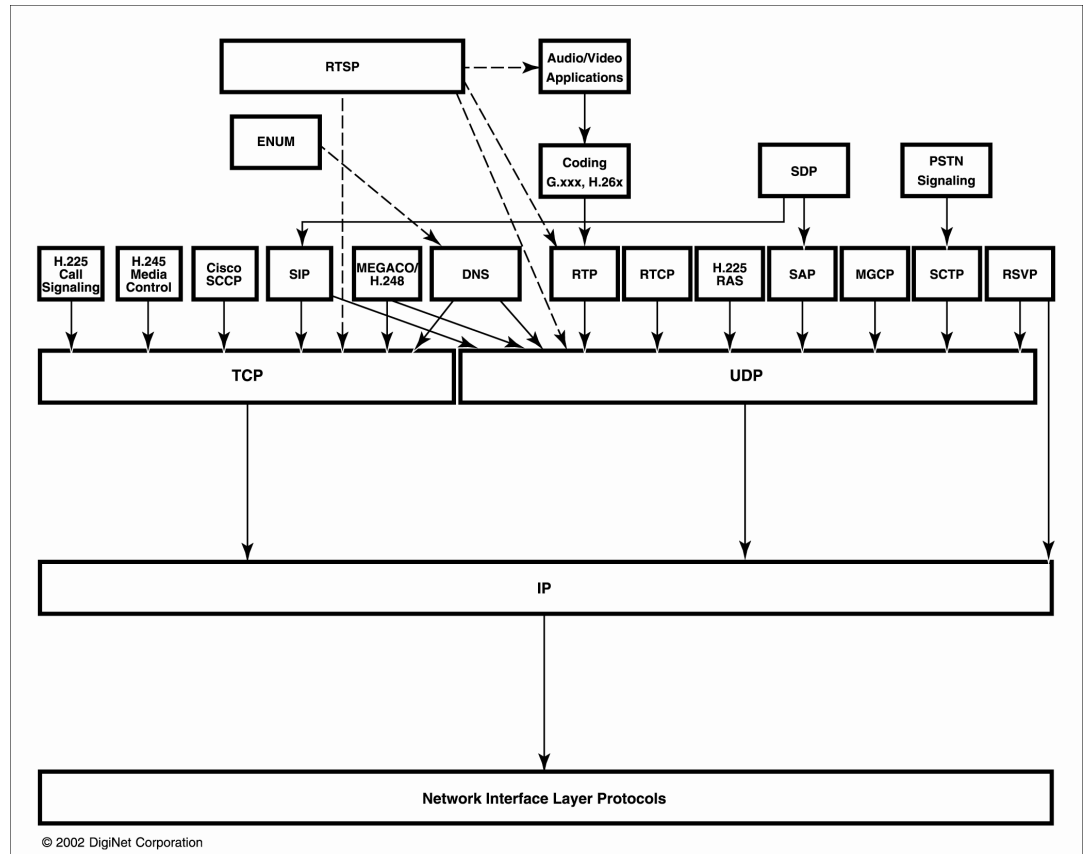 RTSP
Audio/Video
Applications
ENUM
Coding
G.xxx, H.26x
SDP
PSTN
Signaling
H.225
Call
Signaling
H.245
Media
Control
Cisco
SCCP
SIP
MEGACO/
H.248
DNS
RTP
RTCP
H.225
RAS
SAP
MGCP
SCTP
RSVP
TCP
UDP
IP
Network Interface Layer Protocols
© 2002 DigiNet Corporation